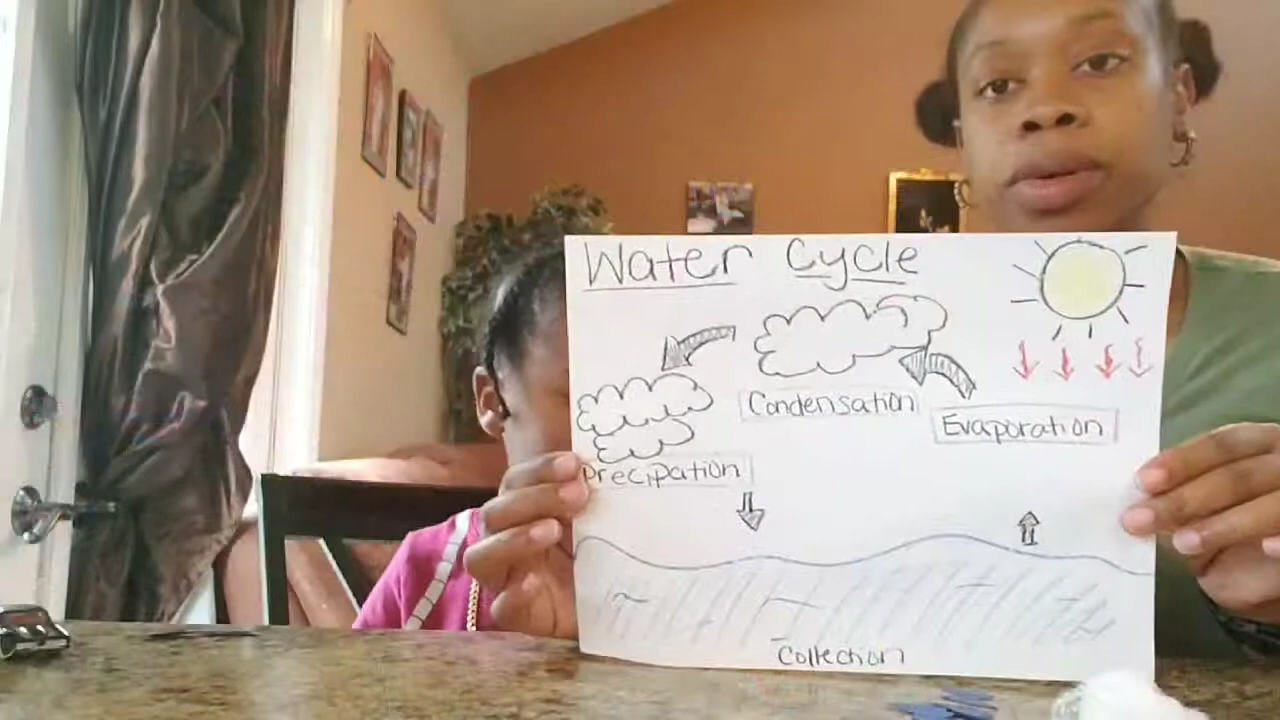 Water Cycle
Condensation
Evaporation
Precipation
Collection